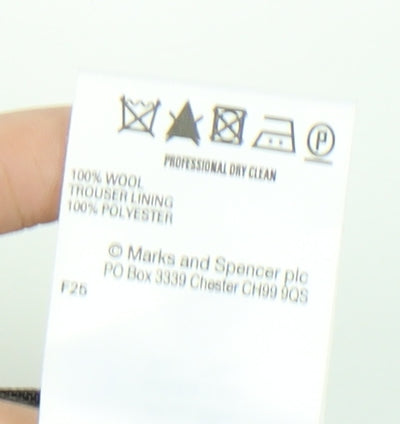 P
PROFESSIONAL DRY CLEAN
100% WOOL
TROUSER LINING
100% POLYESTER
© Marks and Spencer plc
PO Box 3339 Chester CH99 9QS
F25